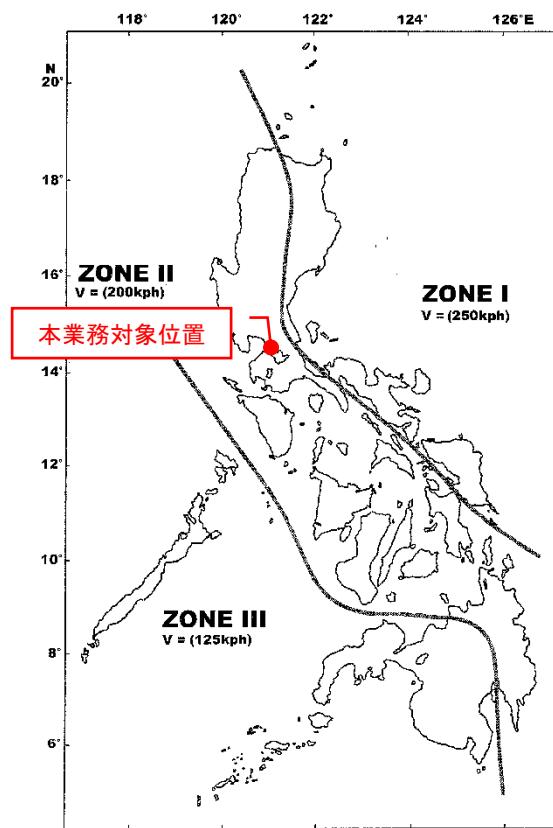 118°
120°
122°
124°
126°E
N
20°
18°
16°
ZONE II
V = (200kph)
ZONE I
V = (250kph)
本業務対象位置
14°
12°
10°
ZONE III
V = (125kph)
8°
6°